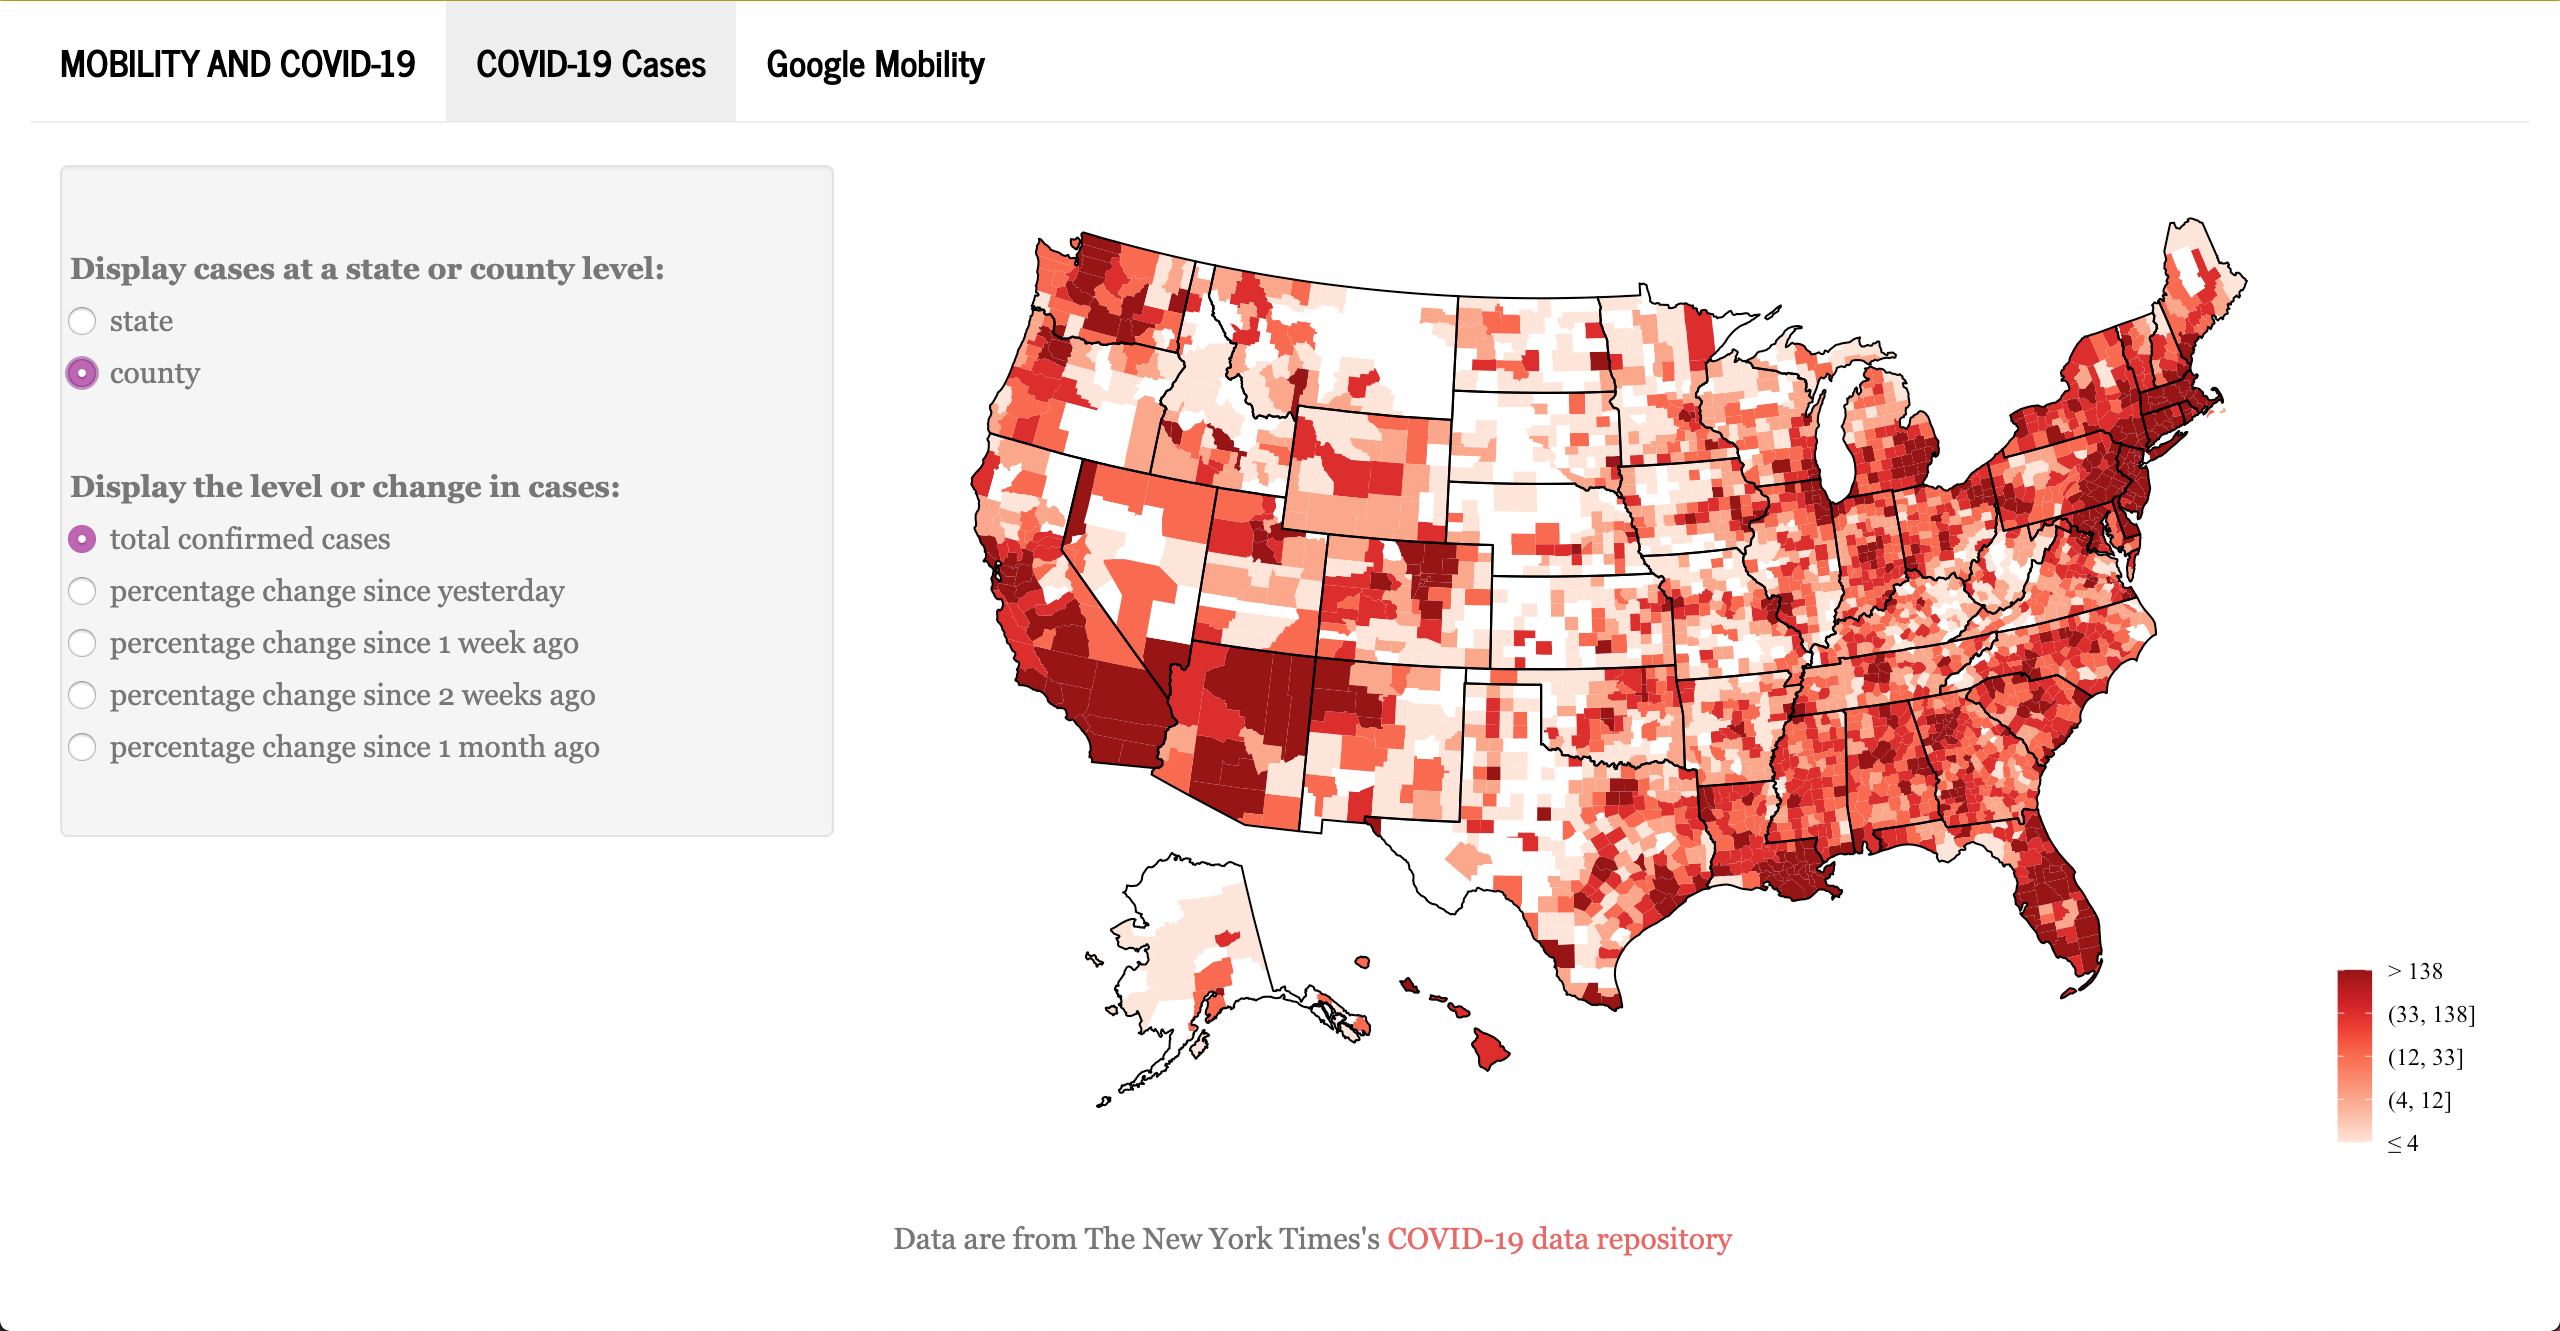 MOBILITY AND COVID-19
COVID-19 Cases
Google Mobility
Display cases at a state or county level:
state
county
Display the level or change in cases:
total confirmed cases
percentage change since yesterday
percentage change since 1 week ago
percentage change since 2 weeks ago
percentage change since 1 month ago
> 138
(33, 138]
(12, 33]
(4, 12]
≤ 4
Data are from The New York Times's COVID-19 data repository